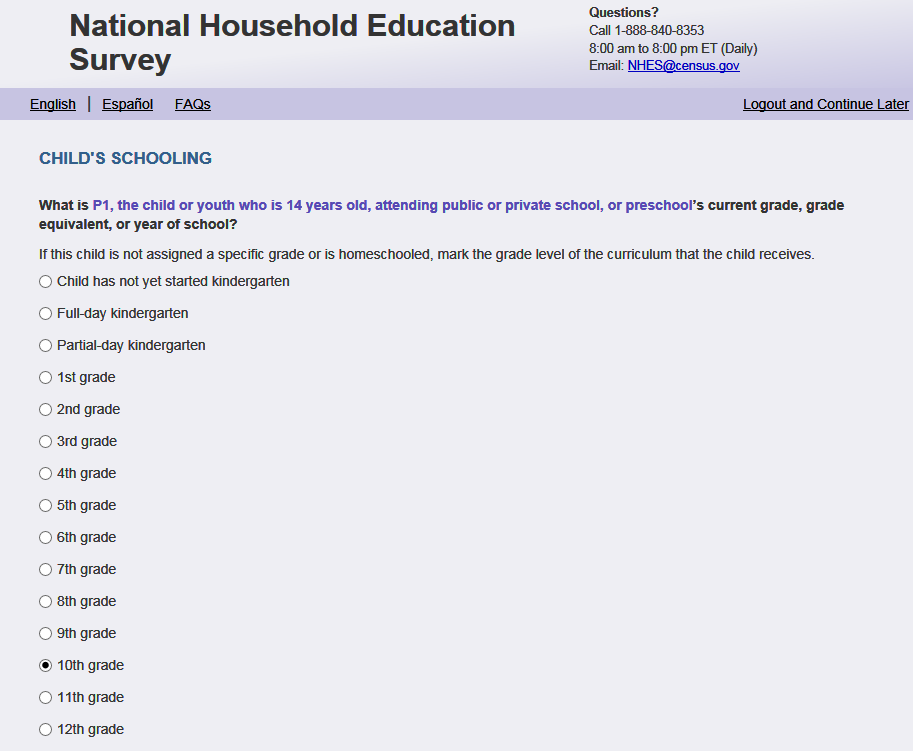 National Household Education
Survey
Questions?
Call 1-888-840-8353
8:00 am to 8:00 pm ET (Daily)
Email: NHES@census.gov
English | Español FAQs
Logout and Continue Later
CHILD'S SCHOOLING
What is P1, the child or youth who is 14 years old, attending public or private school, or preschool’s current grade, grade
equivalent, or year of school?
If this child is not assigned a specific grade or is homeschooled, mark the grade level of the curriculum that the child receives.
Child has not yet started kindergarten
Full-day kindergarten
Partial-day kindergarten
1st grade
2nd grade
3rd grade
4th grade
5th grade
6th grade
7th grade
8th grade
9th grade
10th grade
11th grade
12th grade